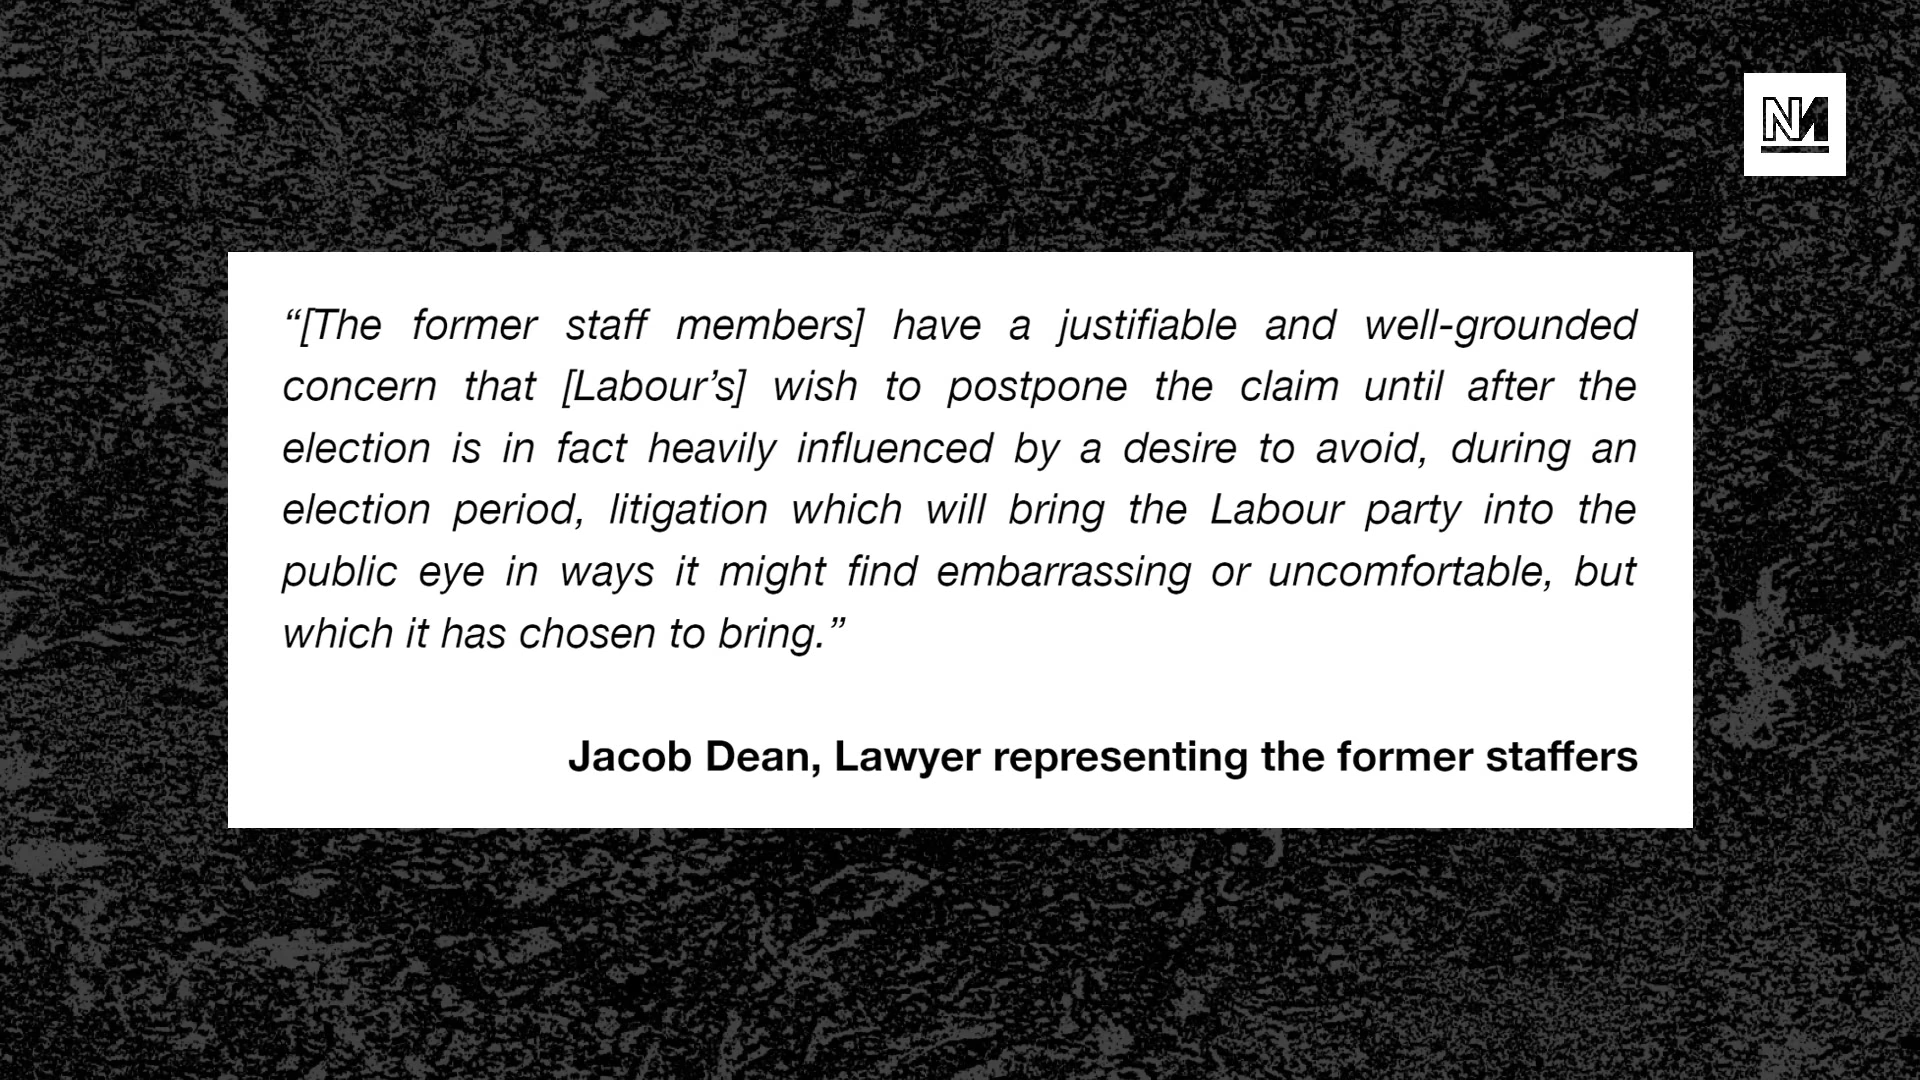 NM
“[The former staff members] have a justifiable and well-grounded
concern that [Labour’s] wish to postpone the claim until after the
election is in fact heavily influenced by a desire to avoid, during an
election period, litigation which will bring the Labour party into the
public eye in ways it might find embarrassing or uncomfortable, but
which it has chosen to bring.”
Jacob Dean, Lawyer representing the former staffers